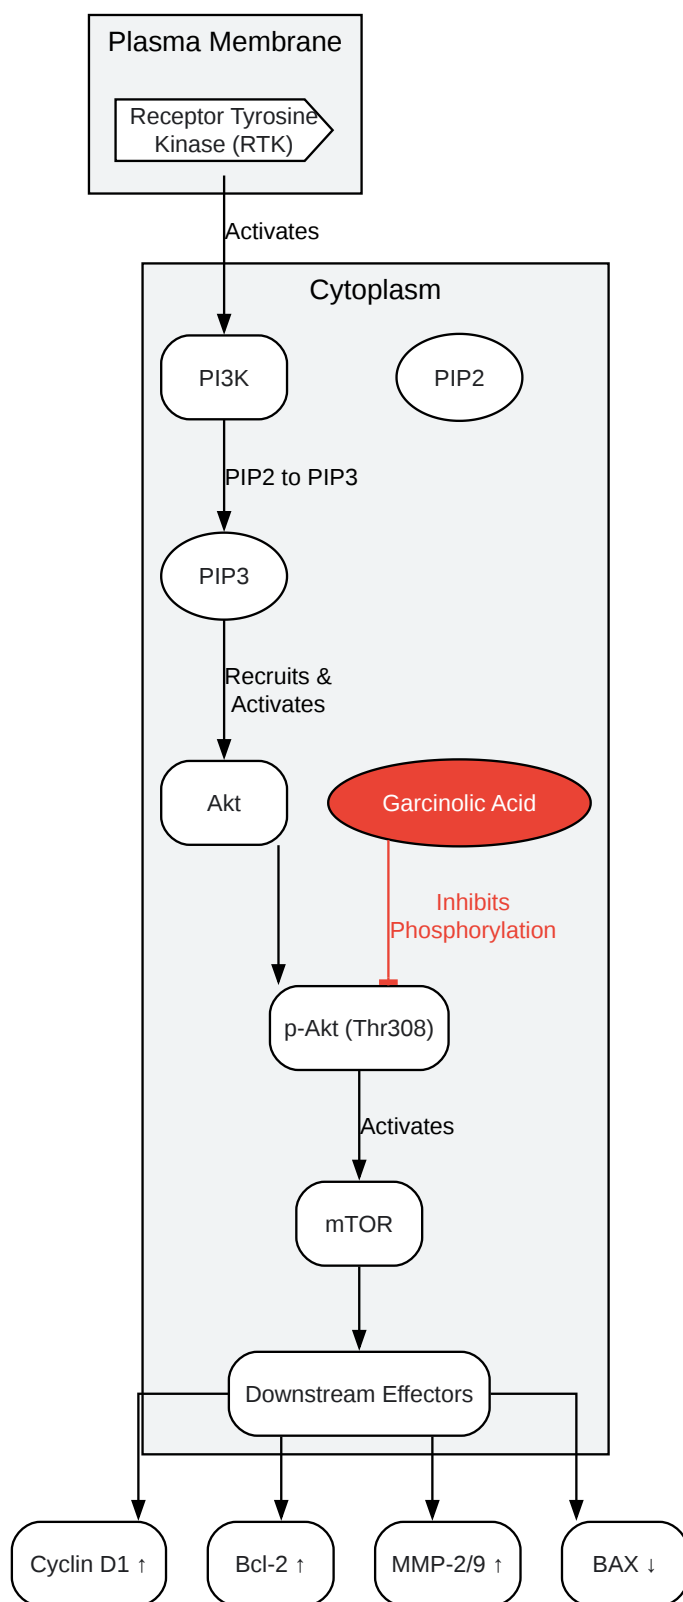 Plasma Membrane
Receptor Tyrosine
Kinase (RTK)
Activates
Cytoplasm
PI3K
PIP2
PIP2 to PIP3
PIP3
Recruits &
Activates
Akt
Garcinolic Acid
Inhibits
Phosphorylation
p-Akt (Thr308)
Activates
mTOR
Downstream Effectors
Cyclin D1 ↑
Bcl-2 ↑
MMP-2/9 ↑
BAX ↓